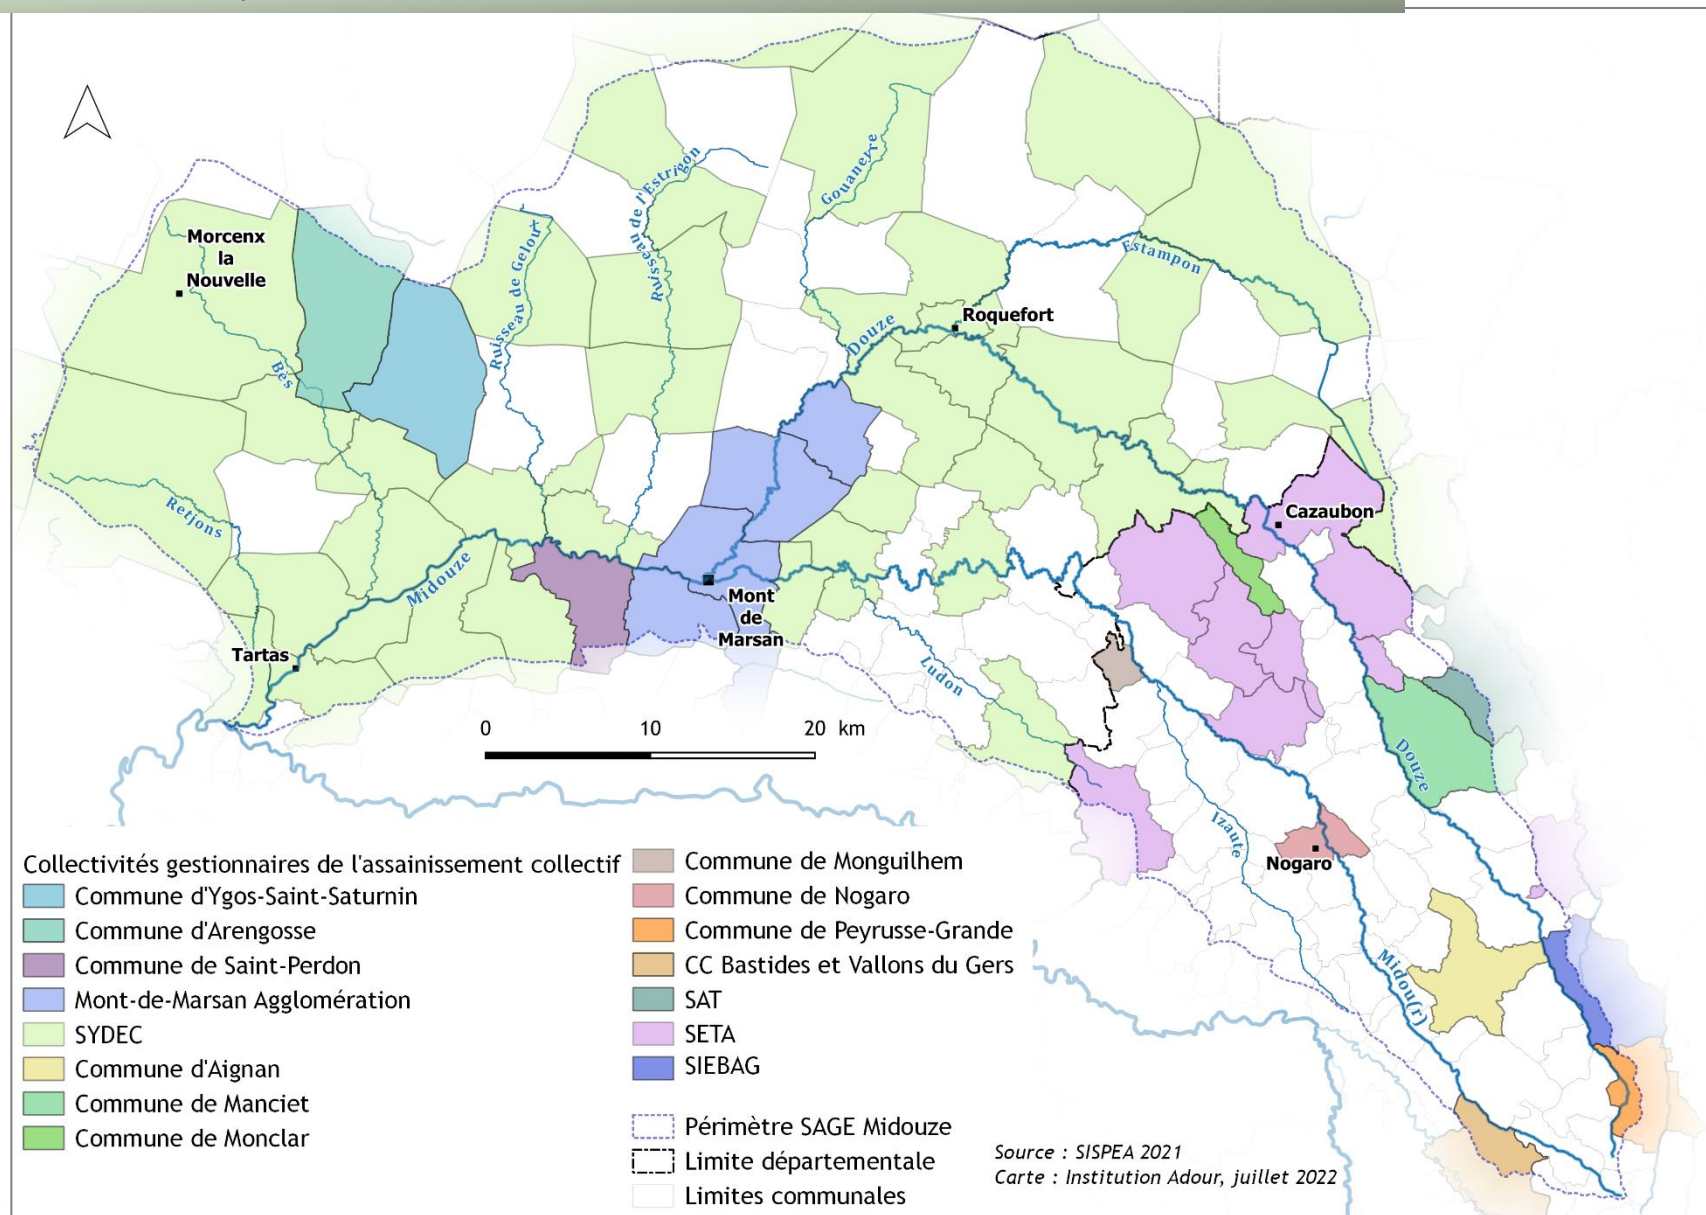 Morcenx
la
Nouvelle
Bès
Retjons
Ruisseau de Geloux
Ruisseau de l'Estrigon
Gouaneyre
Estampon
Roquefort
Douze
Cazaubon
Midouze
Mont
de
Marsan
Tartas
Ludon
0 10 20 km
Izaute
Douze
Nogaro
Midou(r)
Collectivités gestionnaires de l'assainissement collectif
Commune d'Ygos-Saint-Saturnin
Commune d'Arengosse
Commune de Saint-Perdon
Mont-de-Marsan Agglomération
SYDEC
Commune d'Aignan
Commune de Manciet
Commune de Monclar
Commune de Monguilhem
Commune de Nogaro
Commune de Peyrusse-Grande
CC Bastides et Vallons du Gers
SAT
SETA
SIEBAG
Périmètre SAGE Midouze
Limite départementale
Limites communales
Source : SISPEA 2021
Carte : Institution Adour, juillet 2022